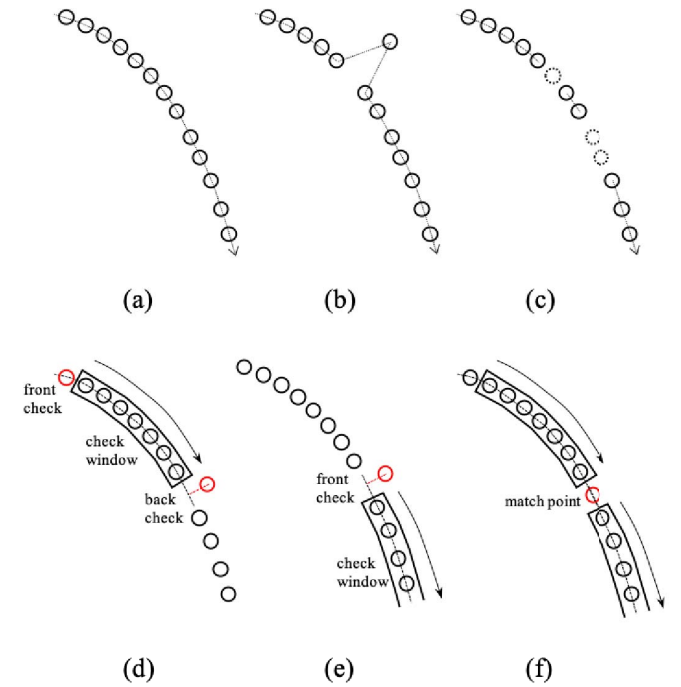 (a)
(b)
(c)
front
check
check
window
back
check
front
check
check
window
match point
(d)
(e)
(f)